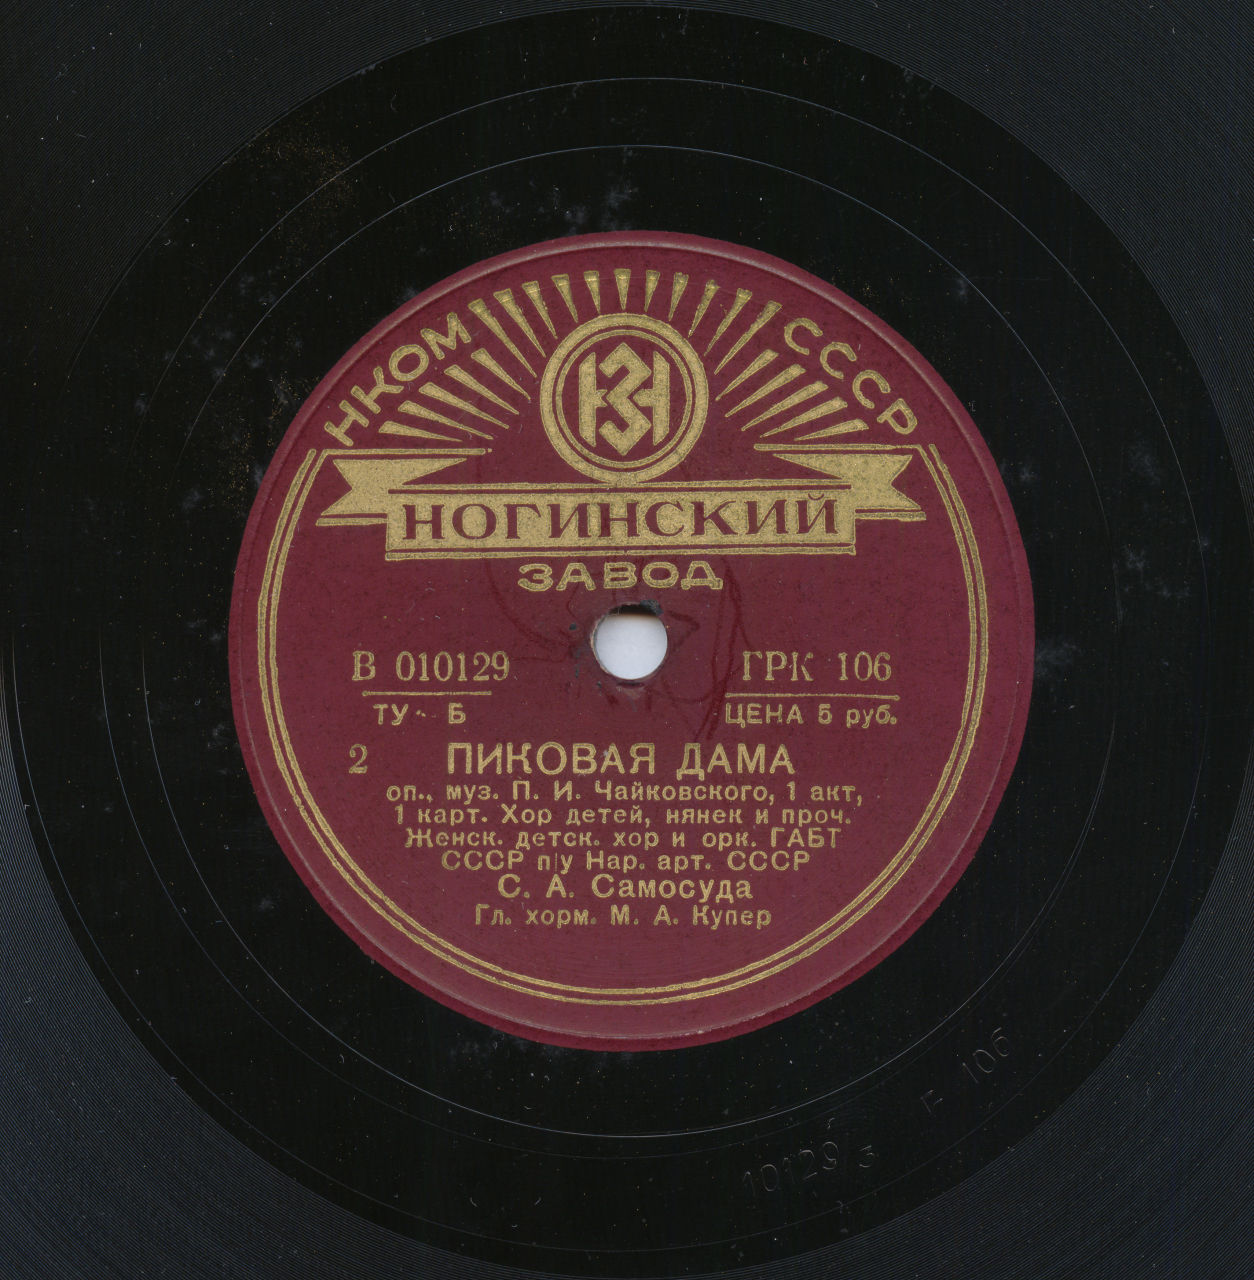 НКОМ СССР
НЗ
НОГИНСКИЙ
ЗАВОД
В 010129 ГРК 106
ТУ - Б ЦЕНА 5 руб.
2 ПИКОВАЯ ДАМА
оп., муз. П. И. Чайковского, 1 акт,
1 карт. Хор детей, нянек и проч.
Женск. детск. хор и орк. ГАБТ
СССР п/у Нар. арт. СССР
С. А. Самосуда
Гл. хорм. М. А. Купер
10129/3 Г 106